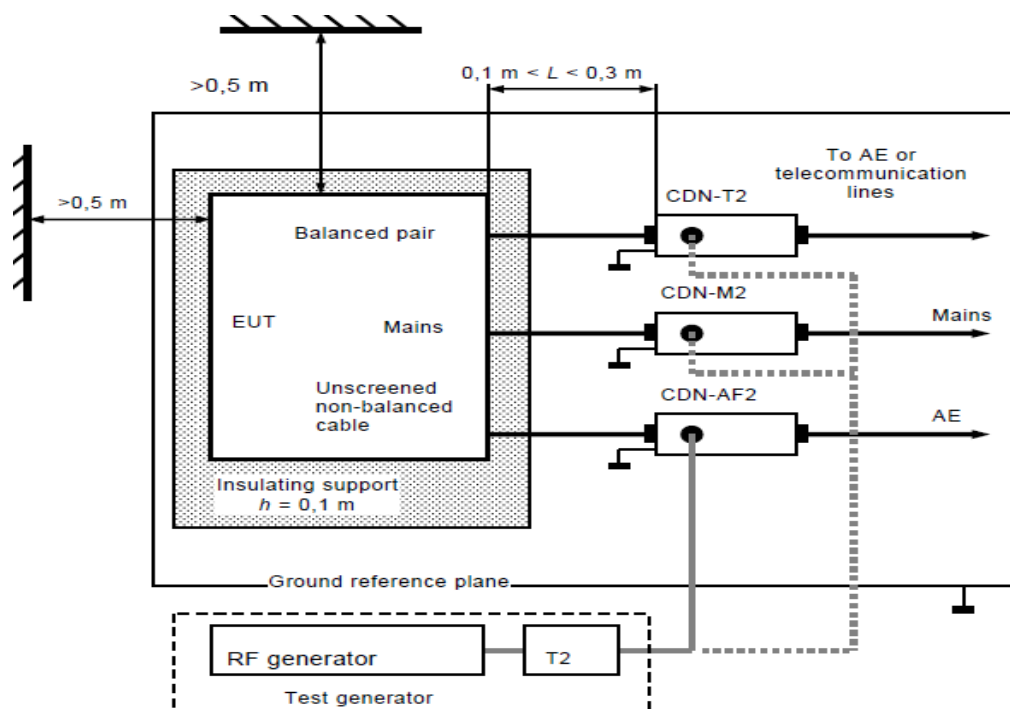 >0,5 m
0,1 m < L < 0,3 m
>0,5 m
To AE or
telecommunication
lines
CDN-T2
Balanced pair
CDN-M2
EUT
Mains
Mains
Unscreened
non-balanced
cable
CDN-AF2
AE
Insulating support
h = 0,1 m
Ground reference plane
RF generator
T2
Test generator